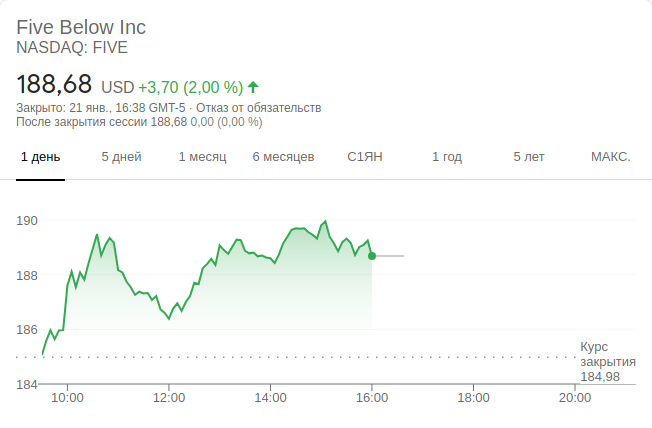 Five Below Inc
NASDAQ: FIVE
188,68 USD +3,70 (2,00 %)
Закрыто: 21 янв., 16:38 GMT-5 · Отказ от обязательств
После закрытия сессии 188,68 0,00 (0,00 %)
1 день 5 дней 1 месяц 6 месяцев С1ЯН 1 год 5 лет МАКС.
190
188
186
Курс
закрытия
184,98
184
10:00 12:00 14:00 16:00 18:00 20:00